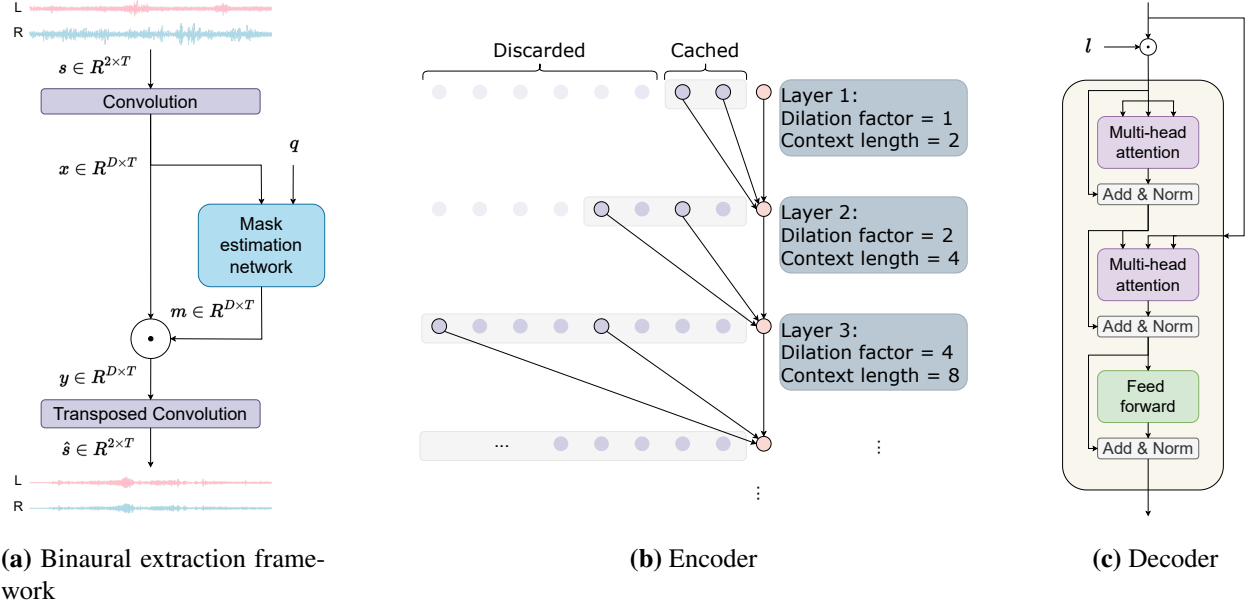 L
R
s ∈ R^{2×T}
Convolution
x ∈ R^{D×T}
q
Mask
estimation
network
m ∈ R^{D×T}
y ∈ R^{D×T}
Transposed Convolution
ŝ ∈ R^{2×T}
L
R
(a) Binaural extraction frame-
work
Discarded
Cached
Layer 1:
Dilation factor = 1
Context length = 2
Layer 2:
Dilation factor = 2
Context length = 4
Layer 3:
Dilation factor = 4
Context length = 8
...
⋮
⋮
(b) Encoder
l
Multi-head
attention
Add & Norm
Multi-head
attention
Add & Norm
Feed
forward
Add & Norm
(c) Decoder